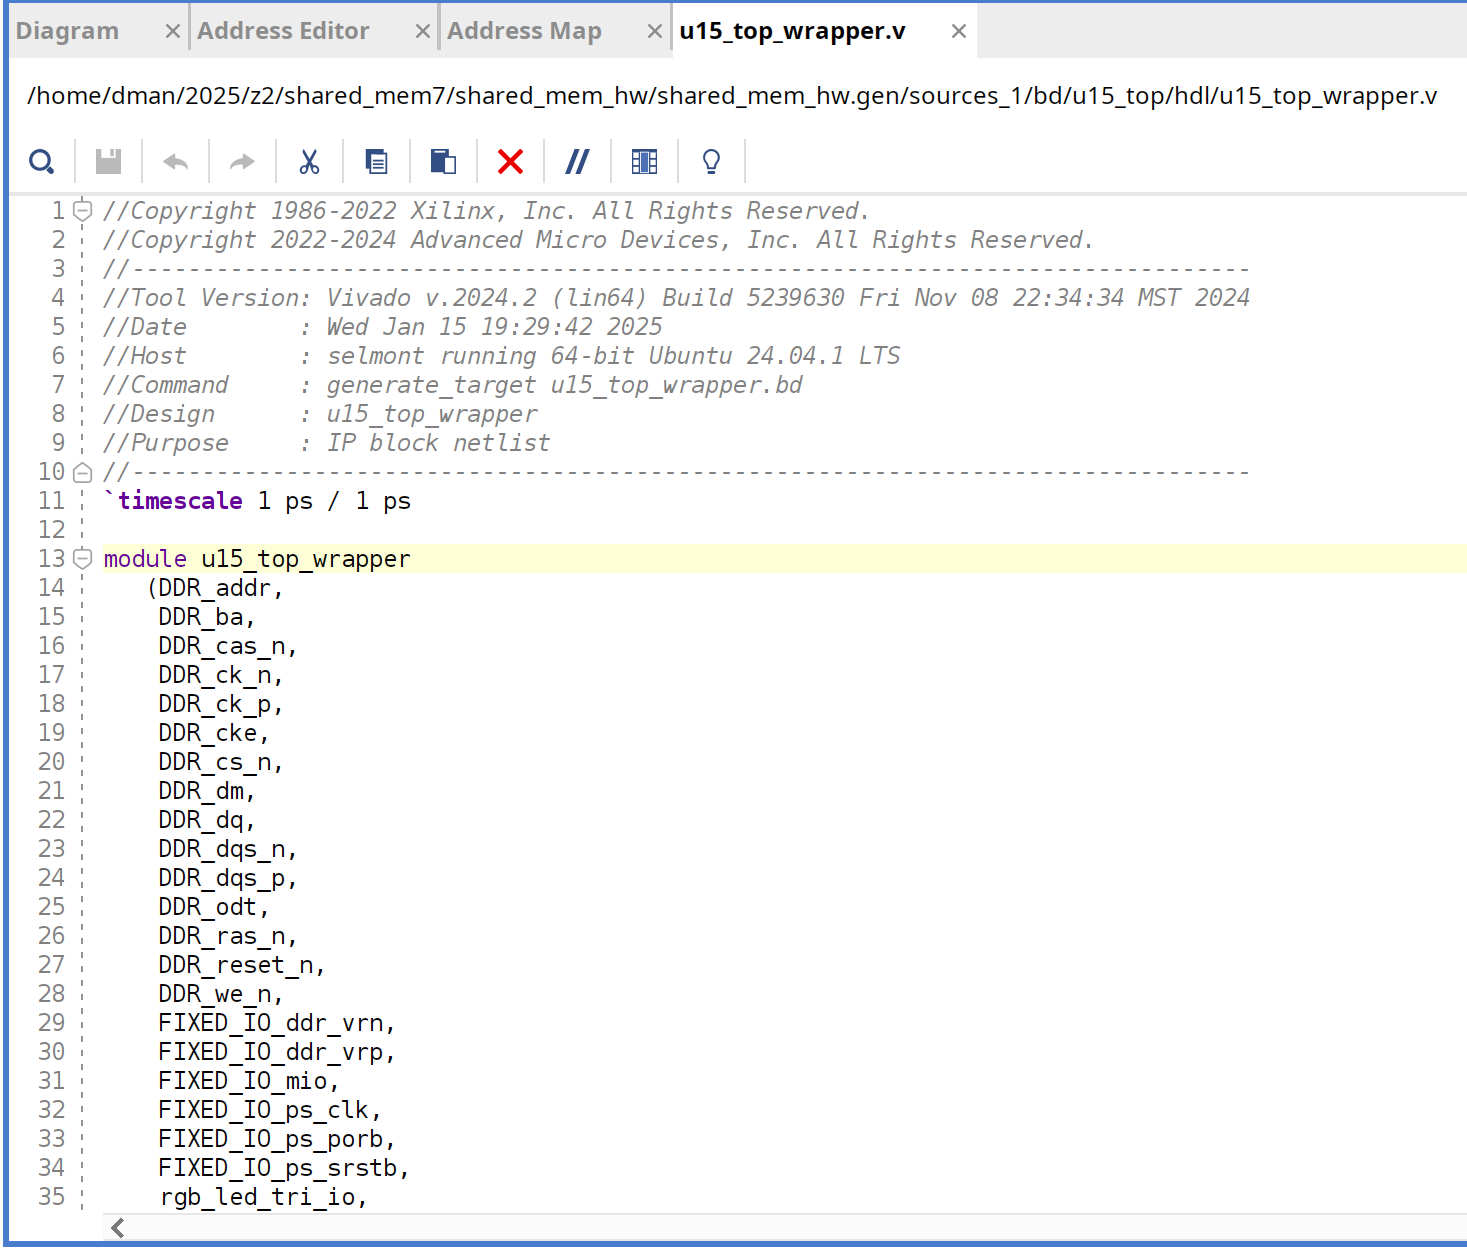 Diagram × Address Editor × Address Map × u15_top_wrapper.v ×
/home/dman/2025/z2/shared_mem7/shared_mem_hw/shared_mem_hw.gen/sources_1/bd/u15_top/hdl/u15_top_wrapper.v
1 //Copyright 1986-2022 Xilinx, Inc. All Rights Reserved.
2 //Copyright 2022-2024 Advanced Micro Devices, Inc. All Rights Reserved.
3 //--------------------------------------------------------------------------------
4 //Tool Version: Vivado v.2024.2 (lin64) Build 5239630 Fri Nov 08 22:34:34 MST 2024
5 //Date        : Wed Jan 15 19:29:42 2025
6 //Host        : selmont running 64-bit Ubuntu 24.04.1 LTS
7 //Command     : generate_target u15_top_wrapper.bd
8 //Design      : u15_top_wrapper
9 //Purpose     : IP block netlist
10 //--------------------------------------------------------------------------------
11 `timescale 1 ps / 1 ps
12
13 module u15_top_wrapper
14    (DDR_addr,
15     DDR_ba,
16     DDR_cas_n,
17     DDR_ck_n,
18     DDR_ck_p,
19     DDR_cke,
20     DDR_cs_n,
21     DDR_dm,
22     DDR_dq,
23     DDR_dqs_n,
24     DDR_dqs_p,
25     DDR_odt,
26     DDR_ras_n,
27     DDR_reset_n,
28     DDR_we_n,
29     FIXED_IO_ddr_vrn,
30     FIXED_IO_ddr_vrp,
31     FIXED_IO_mio,
32     FIXED_IO_ps_clk,
33     FIXED_IO_ps_porb,
34     FIXED_IO_ps_srstb,
35     rgb_led_tri_io,